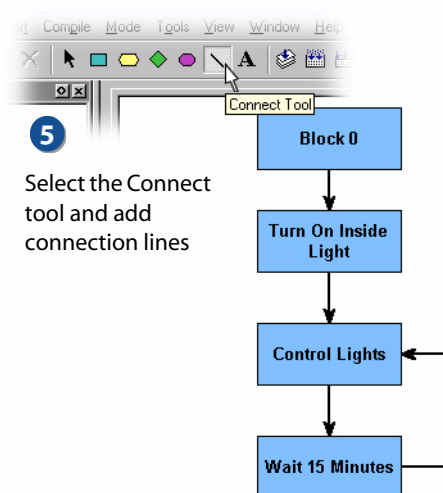 Compile Mode Tools View Window Help
A
Connect Tool
5
Select the Connect
tool and add
connection lines
Block 0
Turn On Inside
Light
Control Lights
Wait 15 Minutes